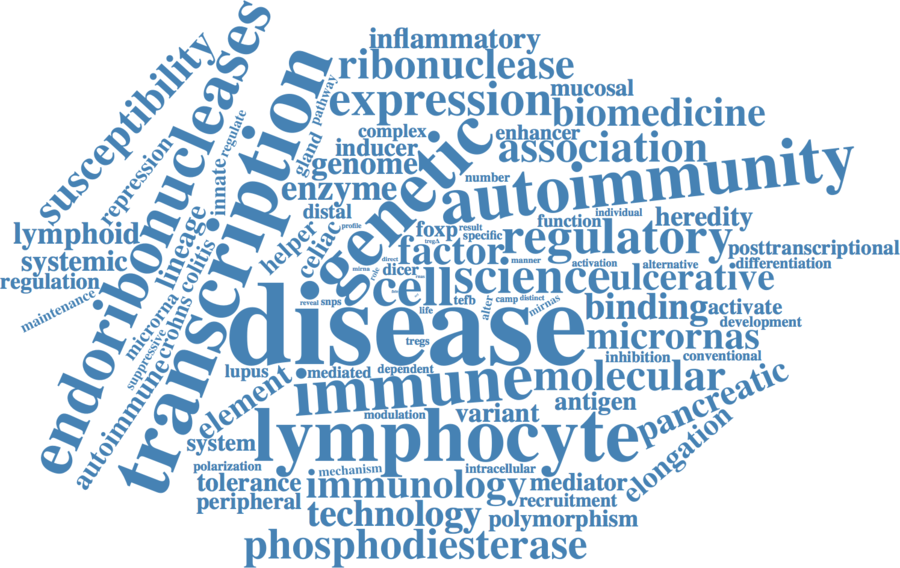 inflammatory
ribonuclease
expression
mucosal
biomedicine
complex
enhancer
inducer
association
genome
genetic
number
enzyme
autoimmunity
susceptibility
endoribonucleases
transcription
pathway
gland
regulate
innate
repression
distal
profile
celiac
helper
foxp
result
specific
function
individual
heredity
regulatory
factor
tregA
direct
manner
activation
alternative
differentiation
posttranscriptional
lymphoid
systemic
regulation
maintenance
lineage
colitis
crohns
microrna
suppressive
autoimmune
mirna
role
dicer
cell
science
ulcerative
reveal
snps
life
tefb
alter
camp
distinct
mirnas
binding
activate
development
disease
tregs
micrornas
inhibition
conventional
lupus
mediated
dependent
element
immune
molecular
pancreatic
modulation
variant
antigen
elongation
system
lymphocyte
polarization
mechanism
intracellular
tolerance
immunology
mediator
peripheral
recruitment
technology
polymorphism
phosphodiesterase